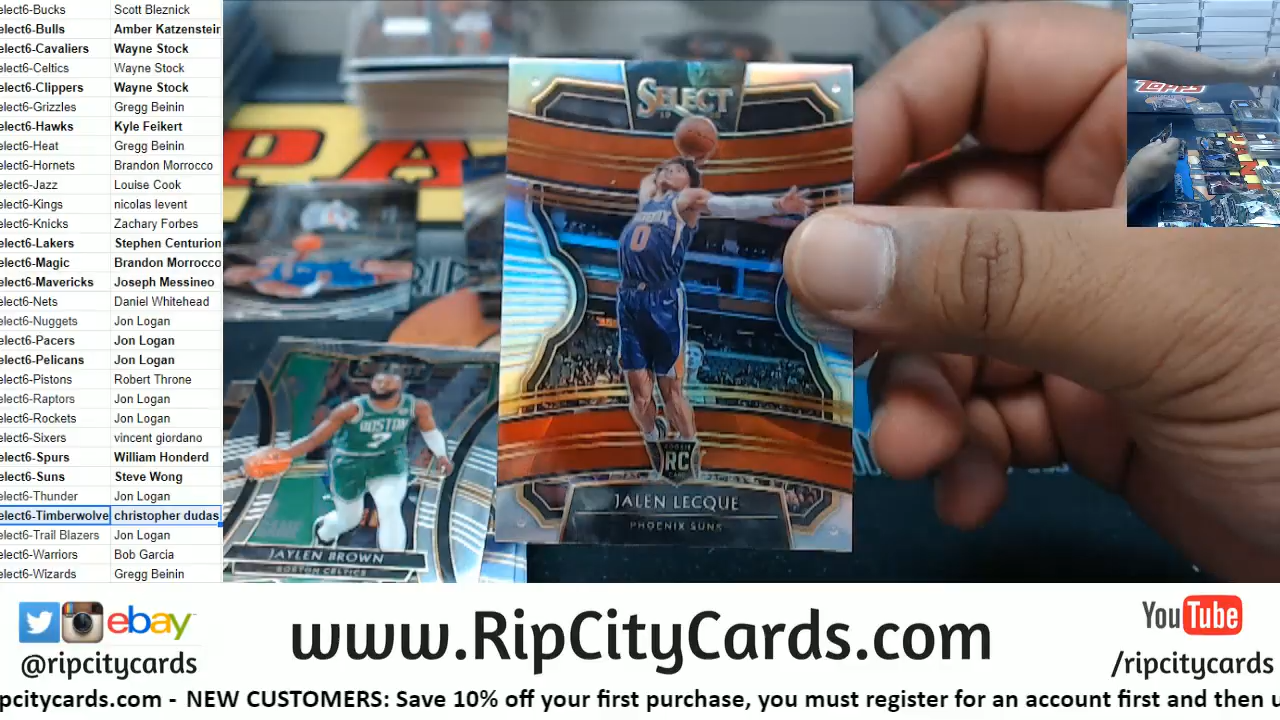 elect6-Bucks Scott Bleznick
elect6-Bulls Amber Katzenstein
elect6-Cavaliers Wayne Stock
elect6-Celtics Wayne Stock
elect6-Clippers Wayne Stock
elect6-Grizzles Gregg Beinin
elect6-Hawks Kyle Feikert
elect6-Heat Gregg Beinin
elect6-Hornets Brandon Morrocco
elect6-Jazz Louise Cook
elect6-Kings nicolas levent
elect6-Knicks Zachary Forbes
elect6-Lakers Stephen Centurion
elect6-Magic Brandon Morrocco
elect6-Mavericks Joseph Messineo
elect6-Nets Daniel Whitehead
elect6-Nuggets Jon Logan
elect6-Pacers Jon Logan
elect6-Pelicans Jon Logan
elect6-Pistons Robert Throne
elect6-Raptors Jon Logan
elect6-Rockets Jon Logan
elect6-Sixers vincent giordano
elect6-Spurs William Honderd
elect6-Suns Steve Wong
elect6-Thunder Jon Logan
elect6-Timberwolve christopher dudas
elect6-Trail Blazers Jon Logan
elect6-Warriors Bob Garcia
elect6-Wizards Gregg Beinin
PA
SELECT
0
ROOKIE
RC
CARD
JALEN LECQUE
PHOENIX SUNS
BOSTON
7
JAYLEN BROWN
BOSTON CELTICS
TOPPS
ebay
@ripcitycards
www.RipCityCards.com
YouTube
/ripcitycards
pcitycards.com - NEW CUSTOMERS: Save 10% off your first purchase, you must register for an account first and then u